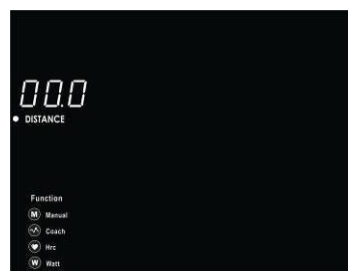 00.0
DISTANCE
Function
M Manual
Coach
Hrc
W Watt